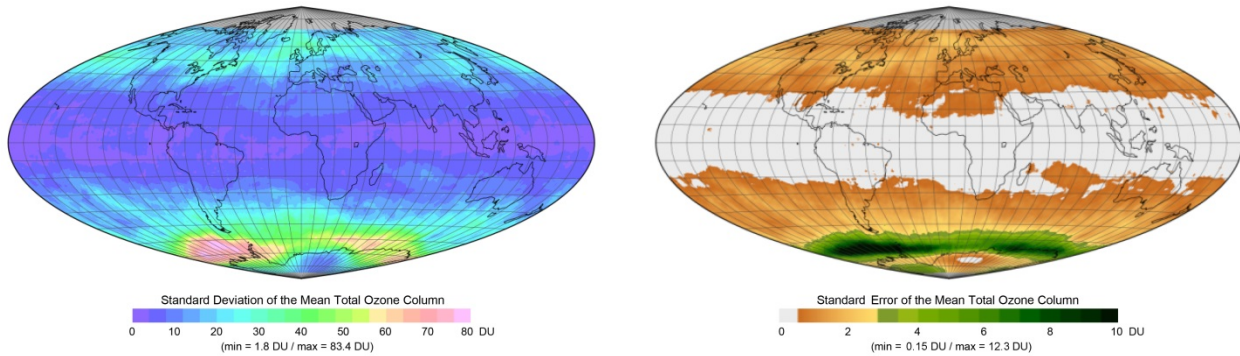 Standard Deviation of the Mean Total Ozone Column
0 10 20 30 40 50 60 70 80 DU
(min = 1.8 DU / max = 83.4 DU)
Standard Error of the Mean Total Ozone Column
0 2 4 6 8 10 DU
(min = 0.15 DU / max = 12.3 DU)